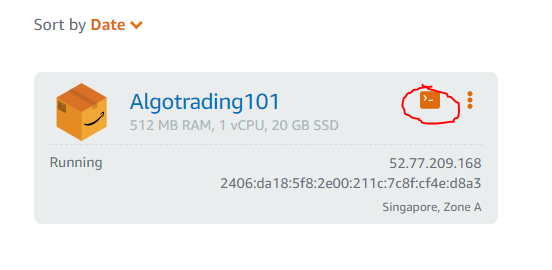 Sort by Date
Algotrading101
512 MB RAM, 1 vCPU, 20 GB SSD
Running
52.77.209.168
2406:da18:5f8:2e00:211c:7c8f:cf4e:d8a3
Singapore, Zone A